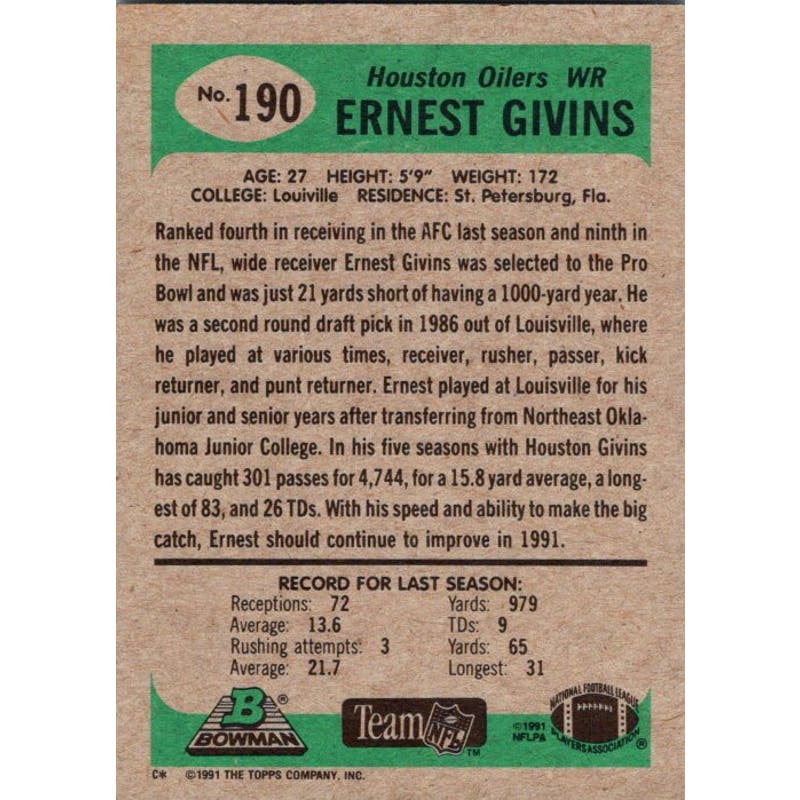 No. 190
Houston Oilers WR
ERNEST GIVINS
AGE: 27 HEIGHT: 5'9" WEIGHT: 172
COLLEGE: Louiville RESIDENCE: St. Petersburg, Fla.
Ranked fourth in receiving in the AFC last season and ninth in
the NFL, wide receiver Ernest Givins was selected to the Pro
Bowl and was just 21 yards short of having a 1000-yard year. He
was a second round draft pick in 1986 out of Louisville, where
he played at various times, receiver, rusher, passer, kick
returner, and punt returner. Ernest played at Louisville for his
junior and senior years after transferring from Northeast Okla-
homa Junior College. In his five seasons with Houston Givins
has caught 301 passes for 4,744, for a 15.8 yard average, a long-
est of 83, and 26 TDs. With his speed and ability to make the big
catch, Ernest should continue to improve in 1991.
RECORD FOR LAST SEASON:
Receptions: 72 Yards: 979
Average: 13.6 TDs: 9
Rushing attempts: 3 Yards: 65
Average: 21.7 Longest: 31
B®
BOWMAN
Team NFL™
©1991
NFLPA
NATIONAL FOOTBALL LEAGUE
PLAYERS ASSOCIATION®
C* ©1991 THE TOPPS COMPANY, INC.